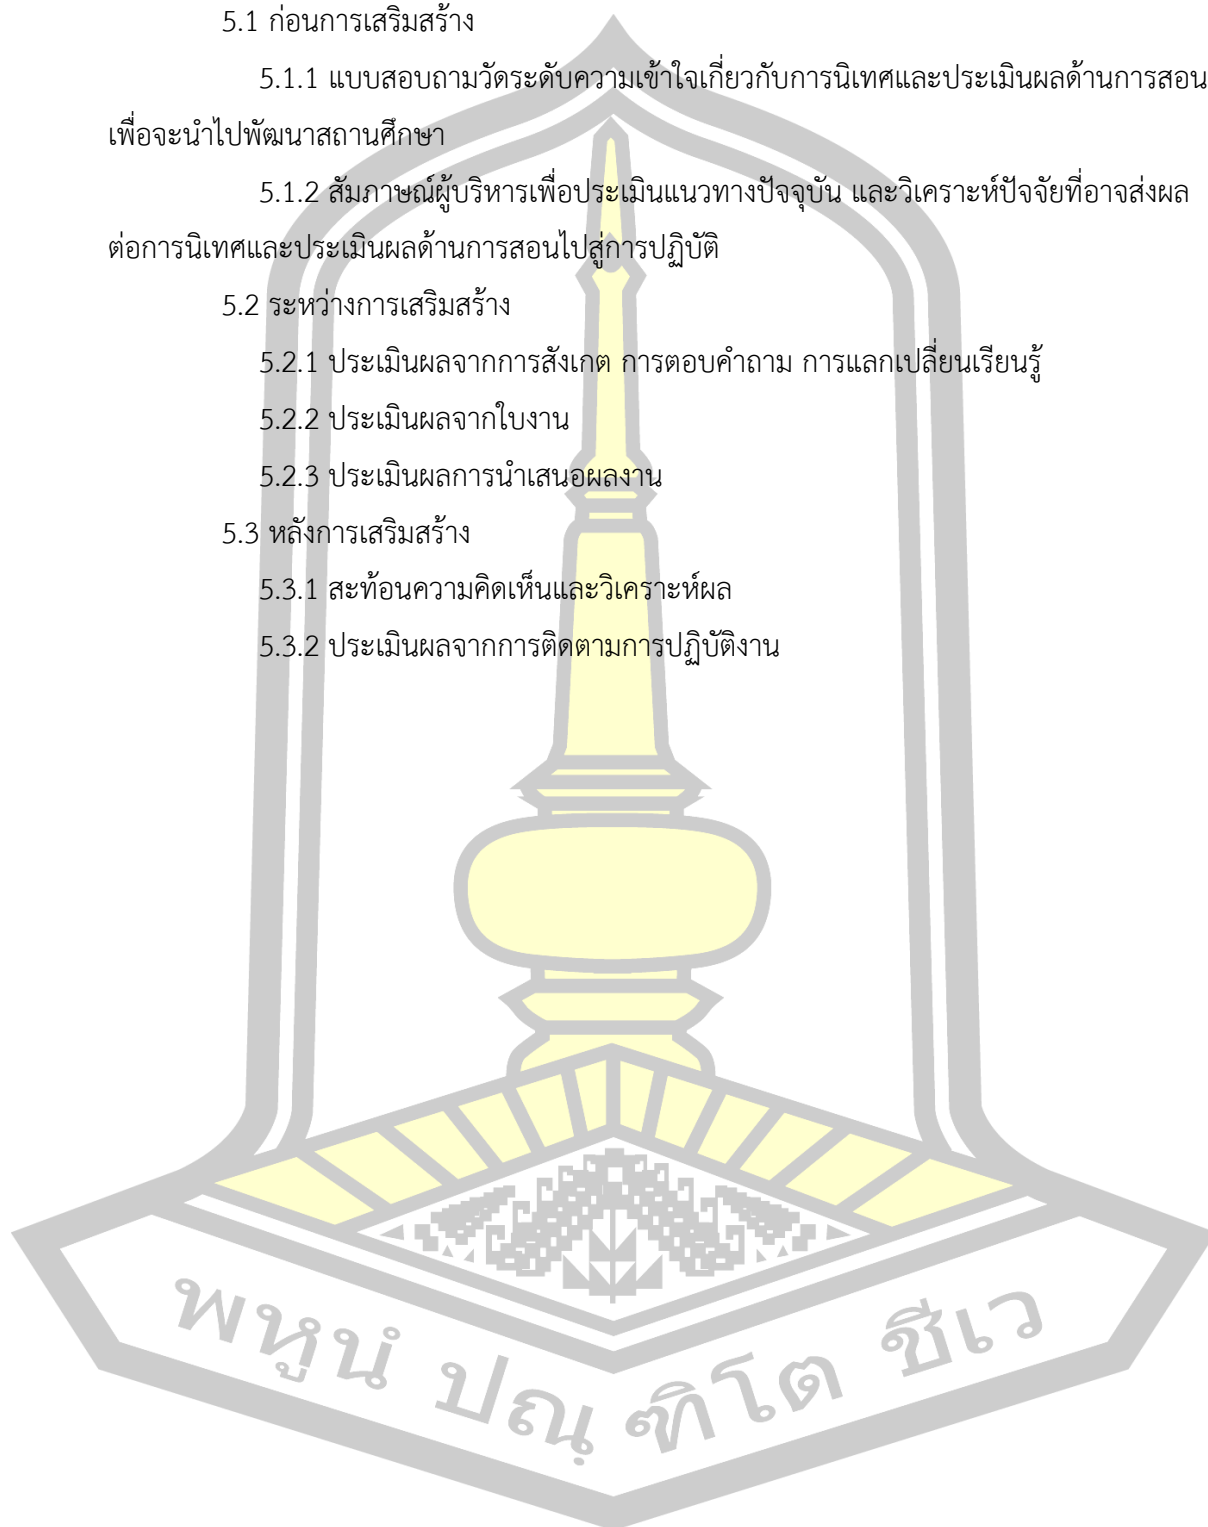 5.1 ก่อนการเสริมสร้าง
5.1.1 แบบสอบถามวัดระดับความเข้าใจเกี่ยวกับการนิเทศและประเมินผลด้านการสอน
เพื่อจะนำไปพัฒนาสถานศึกษา
5.1.2 สัมภาษณ์ผู้บริหารเพื่อประเมินแนวทางปัจจุบัน และวิเคราะห์ปัจจัยที่อาจส่งผล
ต่อการนิเทศและประเมินผลด้านการสอนไปสู่การปฏิบัติ
5.2 ระหว่างการเสริมสร้าง
5.2.1 ประเมินผลจากการสังเกต การตอบคำถาม การแลกเปลี่ยนเรียนรู้
5.2.2 ประเมินผลจากใบงาน
5.2.3 ประเมินผลการนำเสนอผลงาน
5.3 หลังการเสริมสร้าง
5.3.1 สะท้อนความคิดเห็นและวิเคราะห์ผล
5.3.2 ประเมินผลจากการติดตามการปฏิบัติงาน
พหูนํ ปณฺฑิโต ชีเว